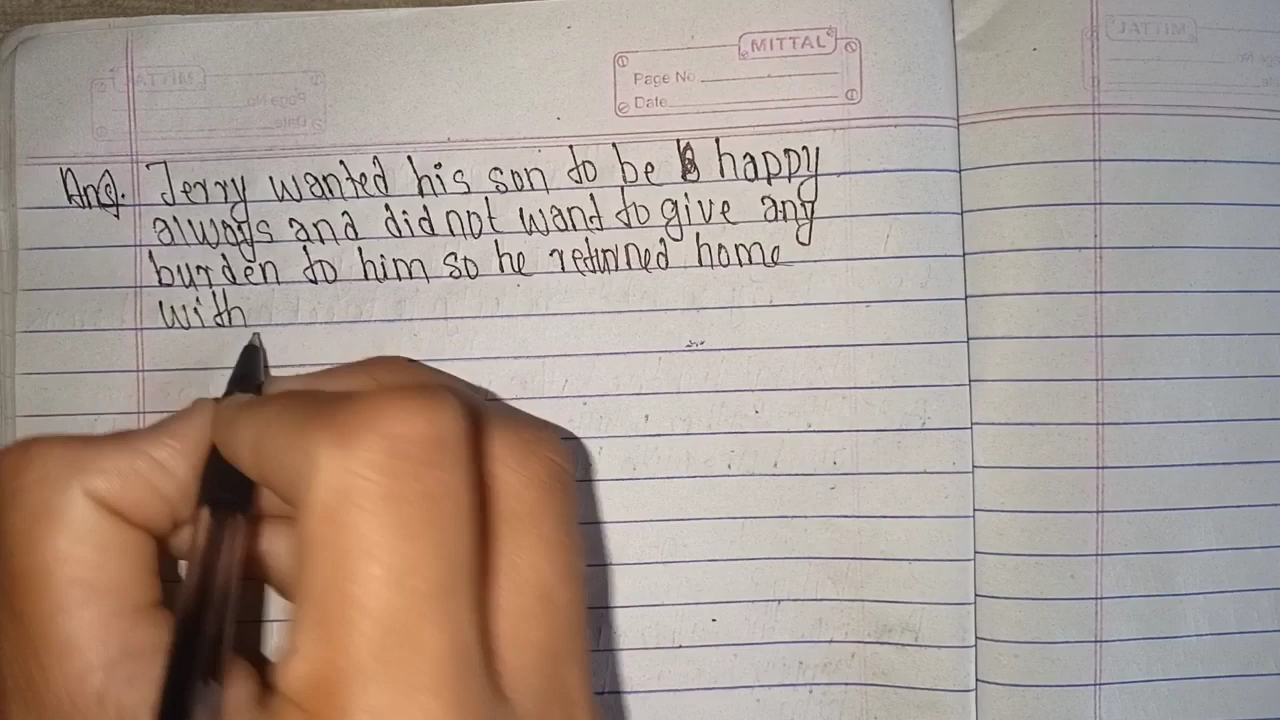 MITTAL
Page No.
Date
Ans. Jerry wanted his son to be happy
always and did not want to give any
burden to him so he returned home
with